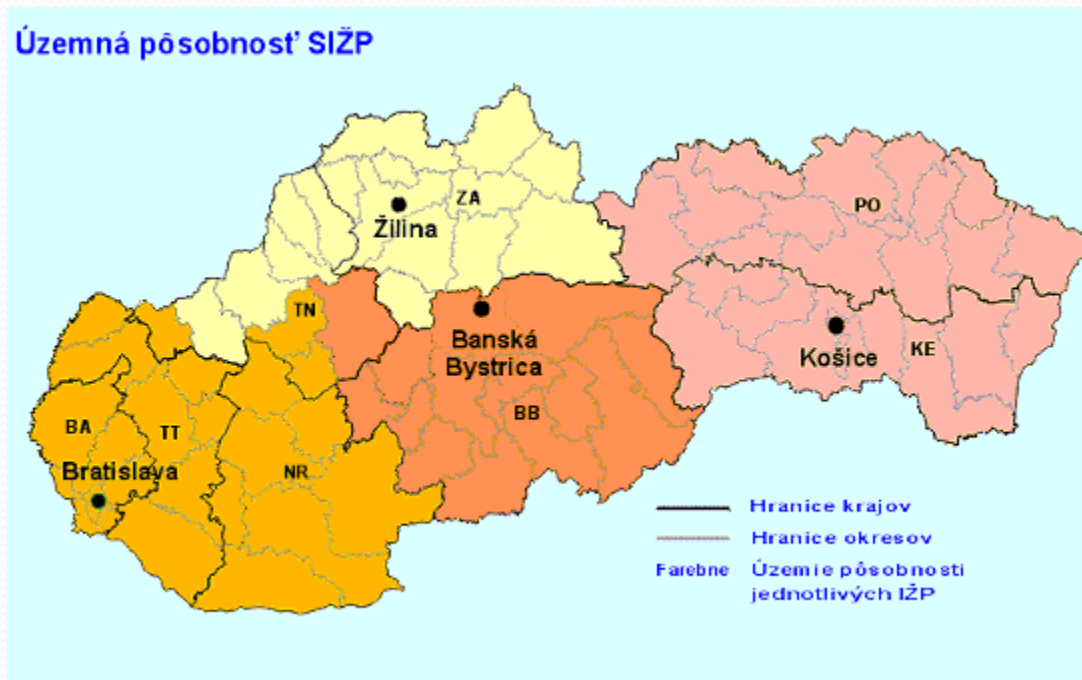 Územná pôsobnosť SIŽP
ZA
Žilina
PO
TN
Banská
Bystrica
Košice
KE
BB
BA
TT
Bratislava
NR
Hranice krajov
Hranice okresov
Farebne Územie pôsobnosti
jednotlivých IŽP